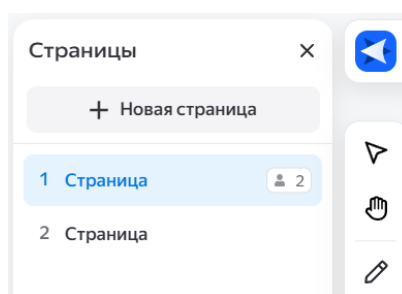 Страницы
Новая страница
1 Страница 2
2 Страница